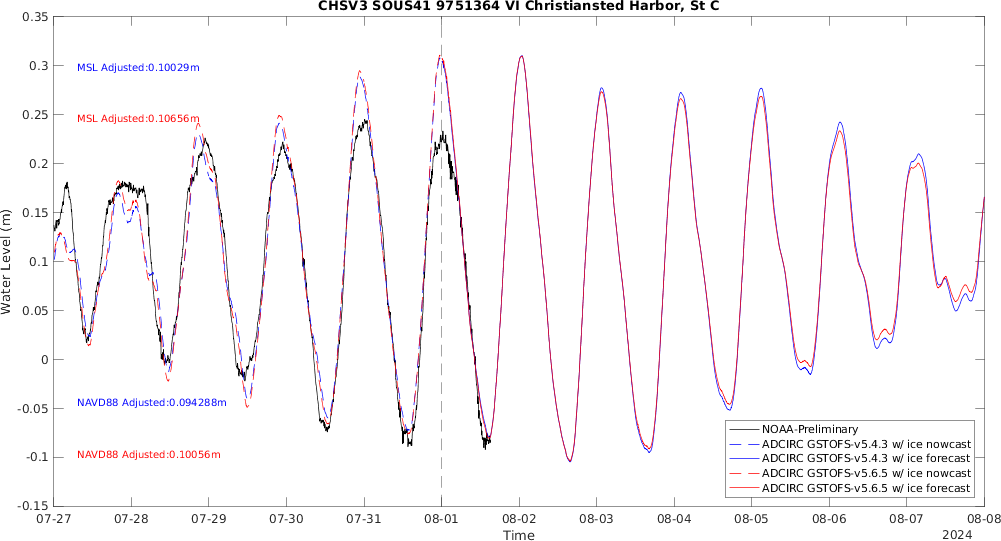 CHSV3 SOUS41 9751364 VI Christiansted Harbor, St C
0.35
0.3
0.25
0.2
0.15
0.1
0.05
0
-0.05
-0.1
-0.15
Water Level (m)
MSL Adjusted:0.10029m
MSL Adjusted:0.10656m
NAVD88 Adjusted:0.094288m
NAVD88 Adjusted:0.10056m
NOAA-Preliminary
ADCIRC GSTOFS-v5.4.3 w/ ice nowcast
ADCIRC GSTOFS-v5.4.3 w/ ice forecast
ADCIRC GSTOFS-v5.6.5 w/ ice nowcast
ADCIRC GSTOFS-v5.6.5 w/ ice forecast
07-27 07-28 07-29 07-30 07-31 08-01 08-02 08-03 08-04 08-05 08-06 08-07 08-08
Time
2024